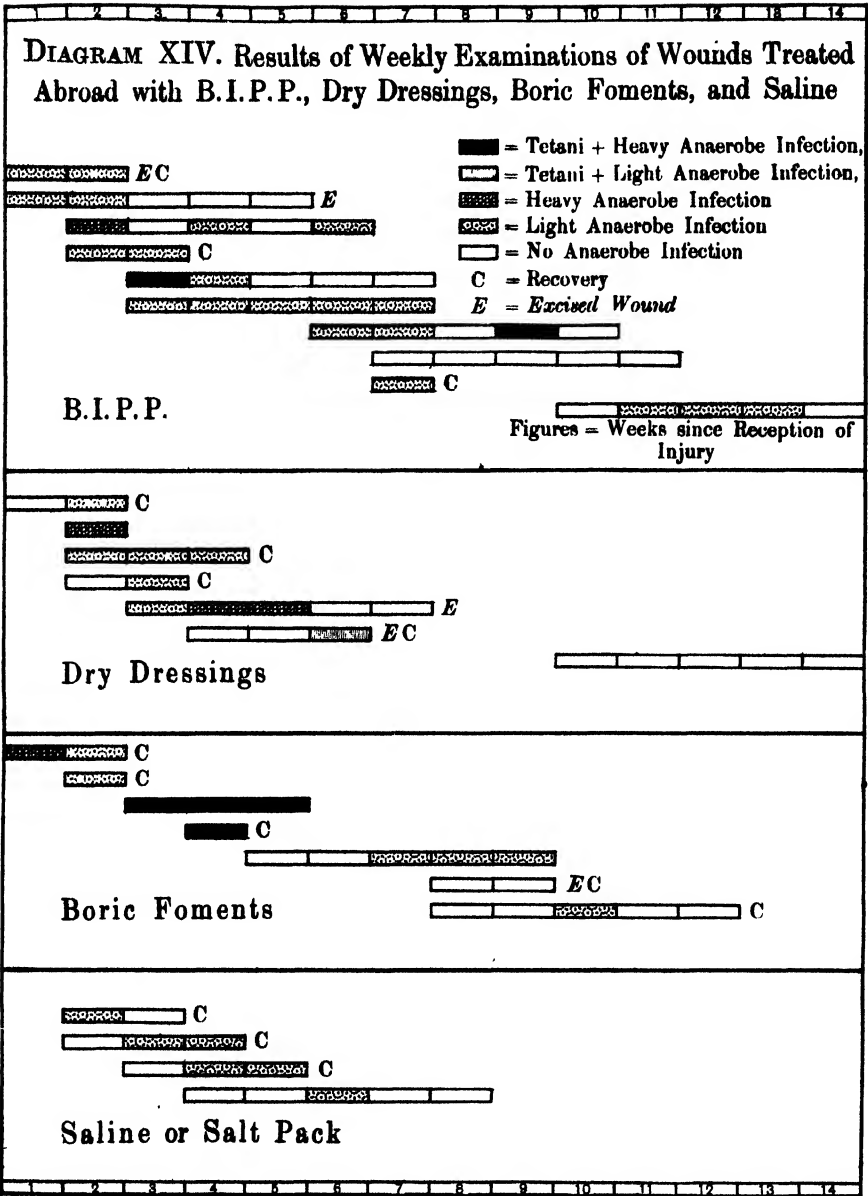 1 2 3 4 5 6 7 8 9 10 11 12 13 14
DIAGRAM XIV. Results of Weekly Examinations of Wounds Treated
Abroad with B.I.P.P., Dry Dressings, Boric Foments, and Saline
= Tetani + Heavy Anaerobe Infection,
= Tetani + Light Anaerobe Infection,
= Heavy Anaerobe Infection
= Light Anaerobe Infection
= No Anaerobe Infection
C = Recovery
E = Excised Wound
E C
E
C
C
B.I.P.P.
Figures = Weeks since Reception of
Injury
C
C
C
E
E C
Dry Dressings
C
C
C
E C
C
Boric Foments
C
C
C
Saline or Salt Pack
1 2 3 4 5 6 7 8 9 10 11 12 13 14